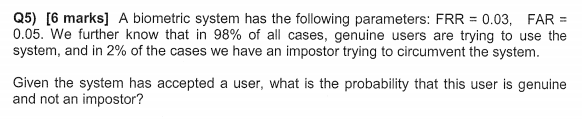 Q5) [6 marks] A biometric system has the following parameters: FRR = 0.03, FAR =
0.05. We further know that in 98% of all cases, genuine users are trying to use the
system, and in 2% of the cases we have an impostor trying to circumvent the system.
Given the system has accepted a user, what is the probability that this user is genuine
and not an impostor?